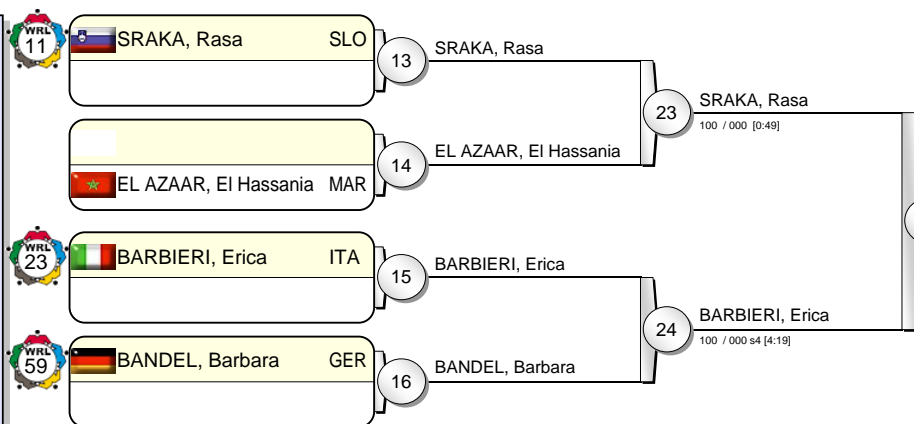 WRL
11
SRAKA, Rasa SLO
13
SRAKA, Rasa
23
SRAKA, Rasa
100 / 000 [0:49]
14
EL AZAAR, El Hassania
EL AZAAR, El Hassania MAR
WRL
23
BARBIERI, Erica ITA
15
BARBIERI, Erica
24
BARBIERI, Erica
100 / 000 s4 [4:19]
WRL
59
BANDEL, Barbara GER
16
BANDEL, Barbara